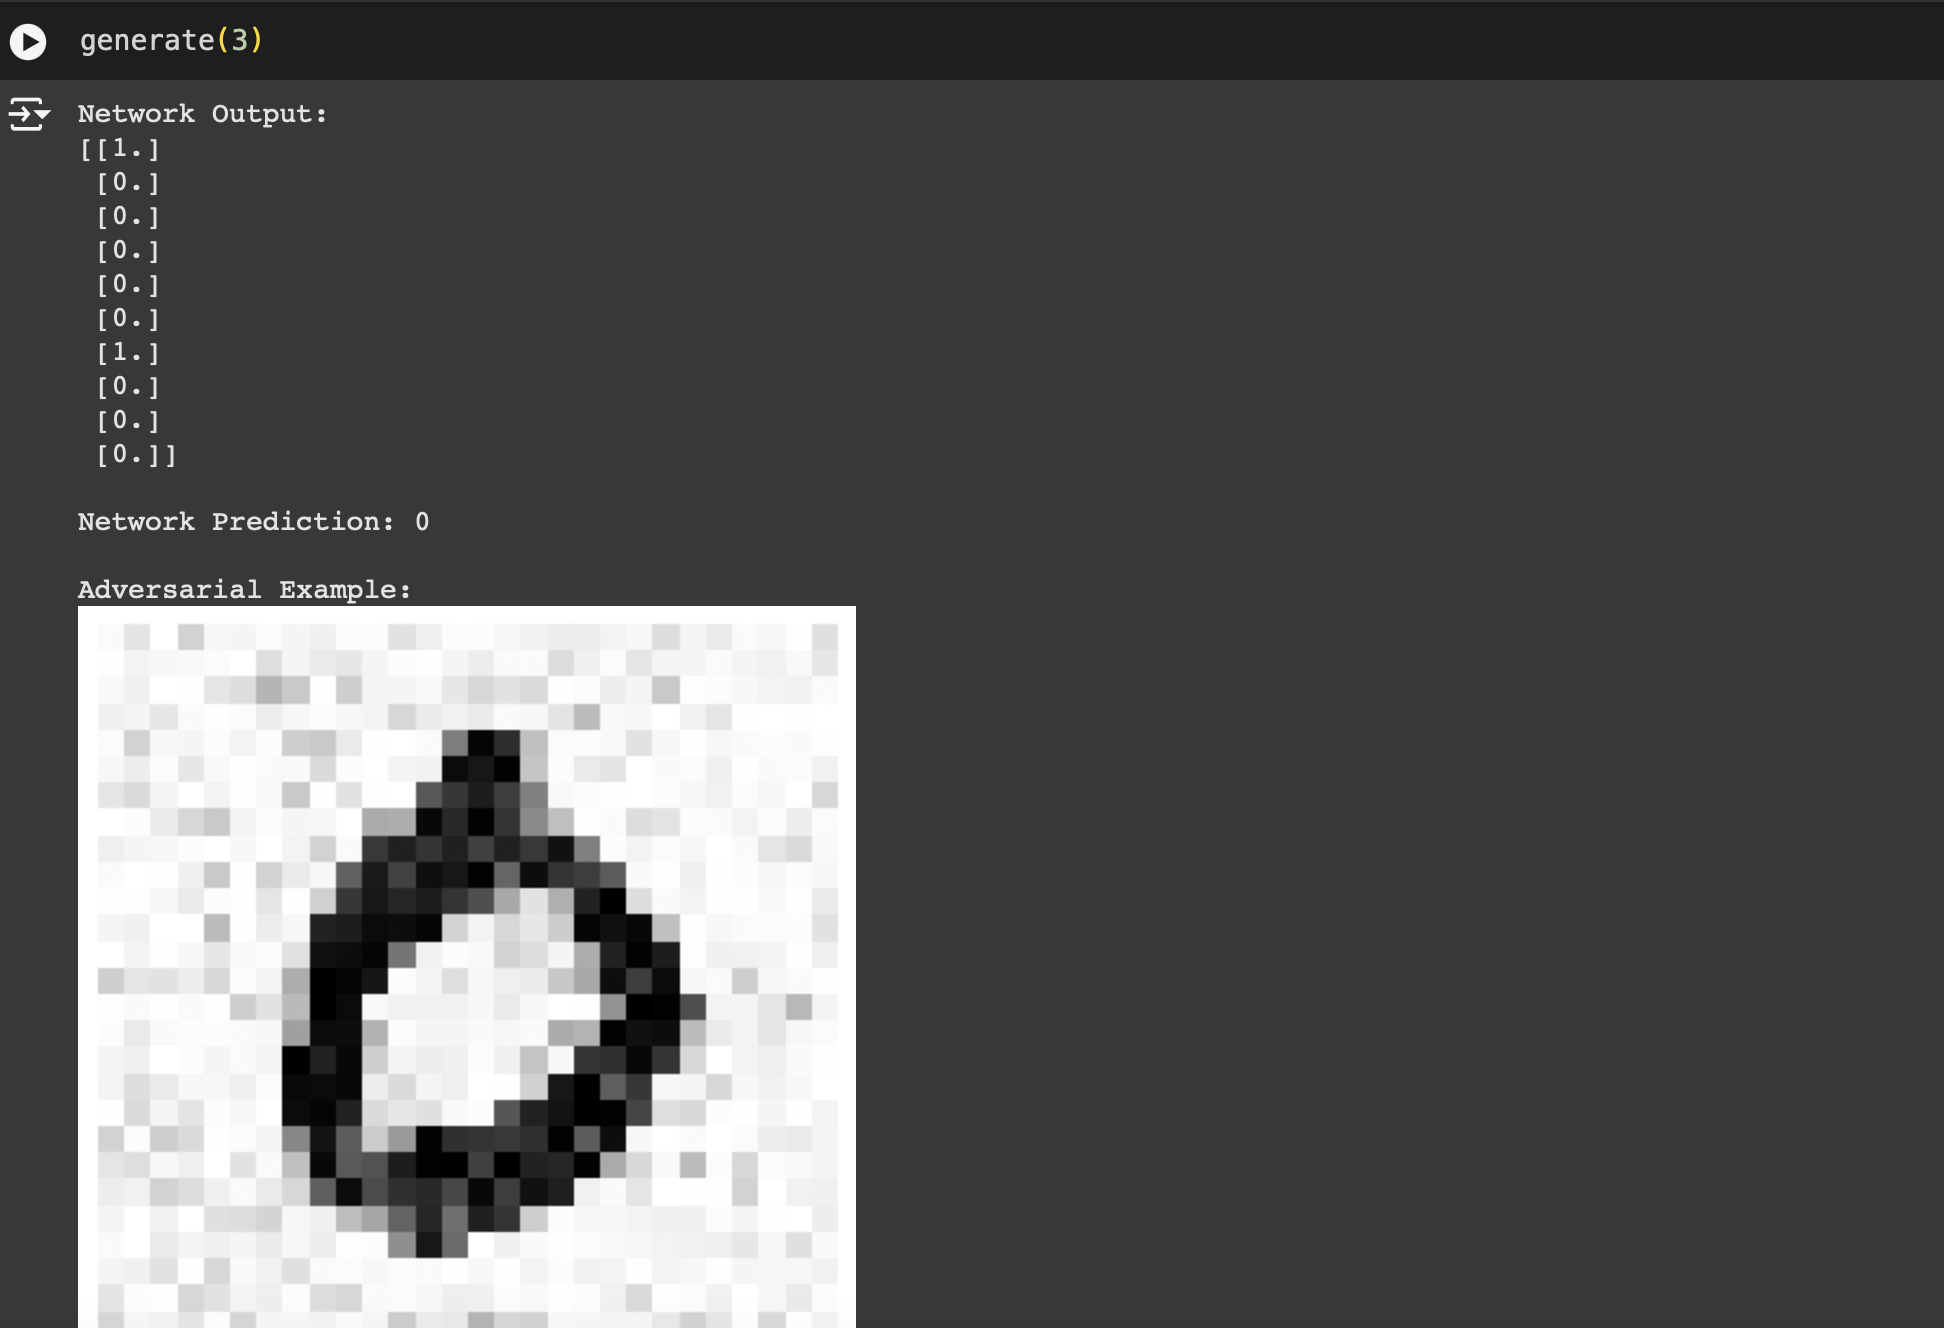 generate(3)
Network Output:
[[1.]
 [0.]
 [0.]
 [0.]
 [0.]
 [0.]
 [1.]
 [0.]
 [0.]
 [0.]]
Network Prediction: 0
Adversarial Example: